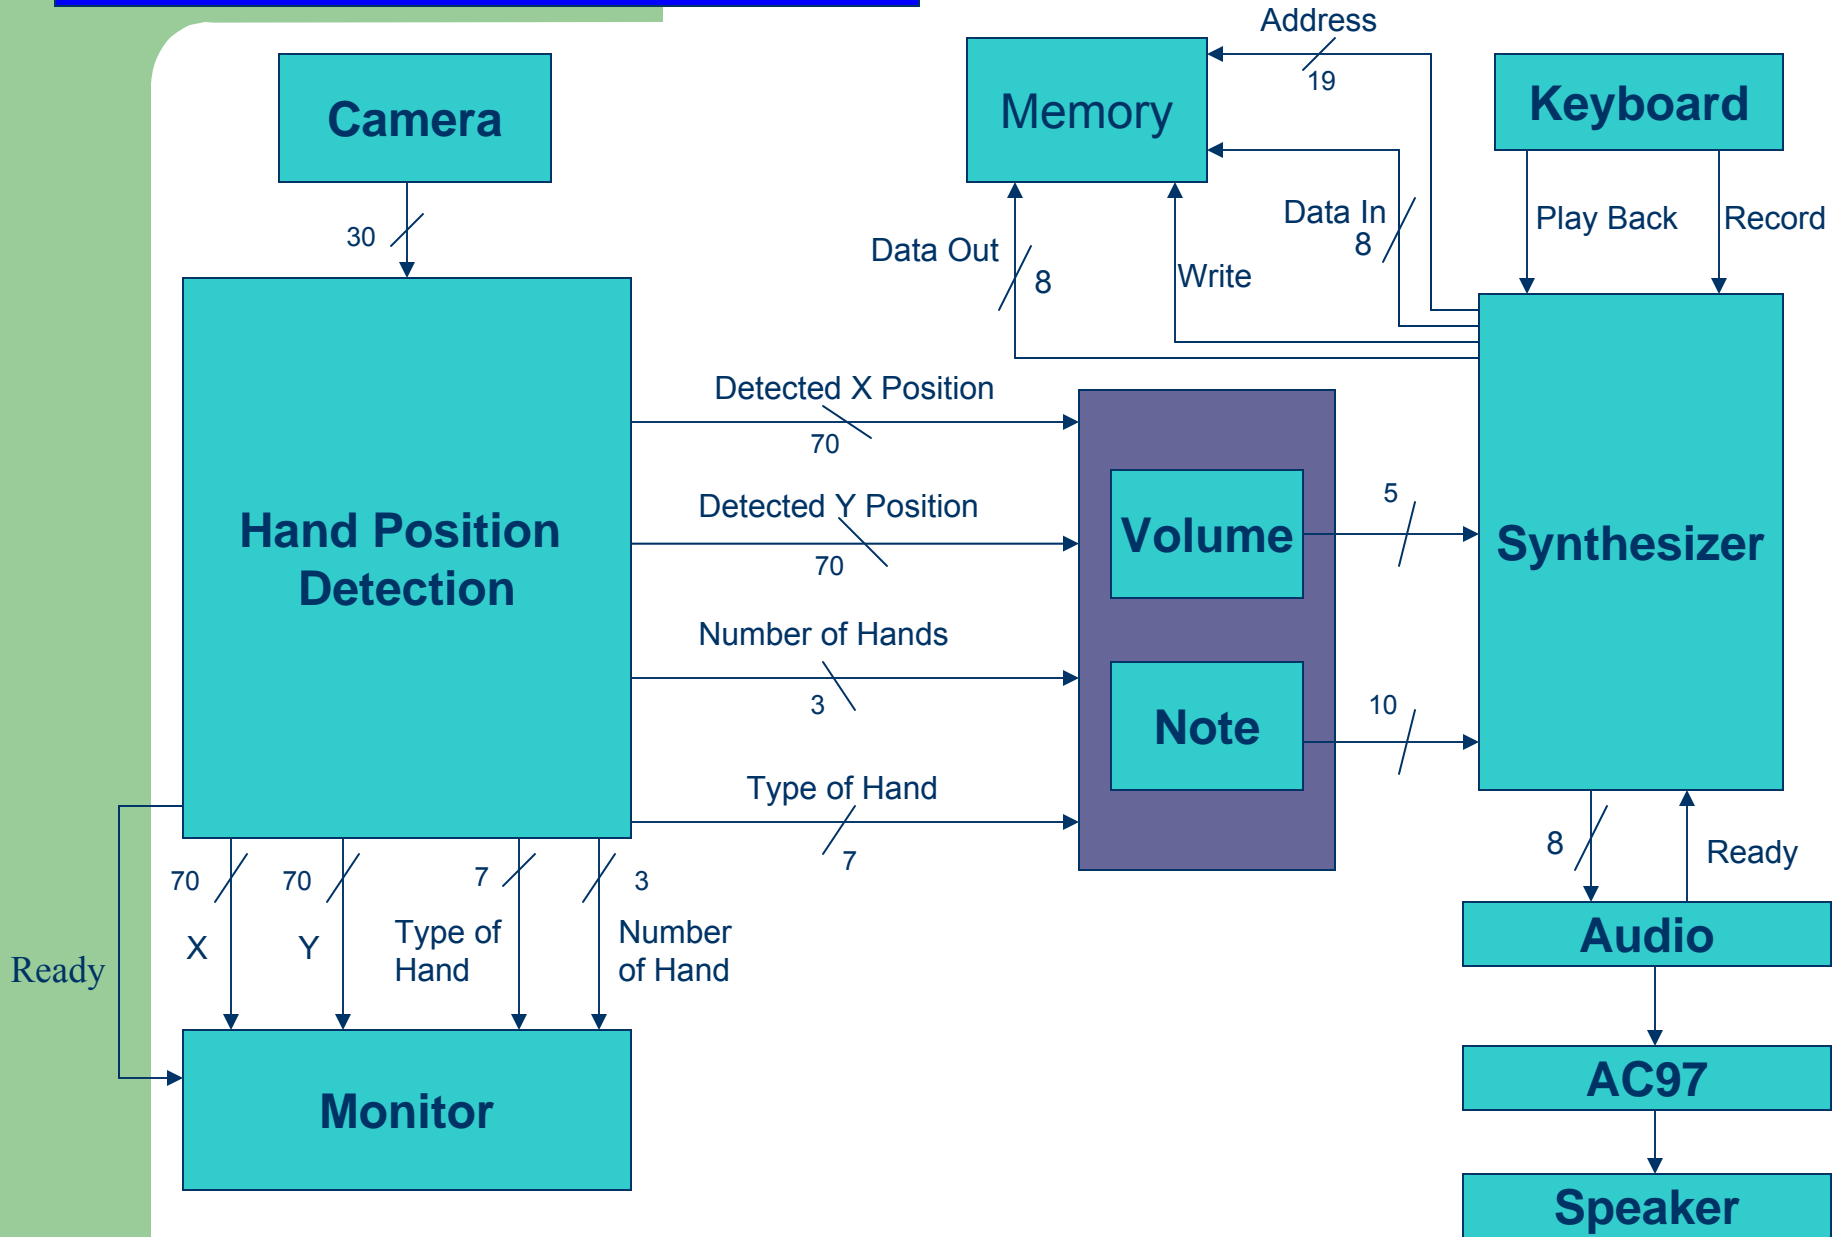 Address
19
Camera
Memory
Keyboard
30
Data Out
8
Write
Data In
8
Play Back
Record
Detected X Position
70
Hand Position
Detection
Detected Y Position
70
Volume
5
Synthesizer
Number of Hands
3
Note
10
Type of Hand
7
8
Ready
70
X
70
Y
7
Type of
Hand
3
Number
of Hand
Ready
Audio
Monitor
AC97
Speaker